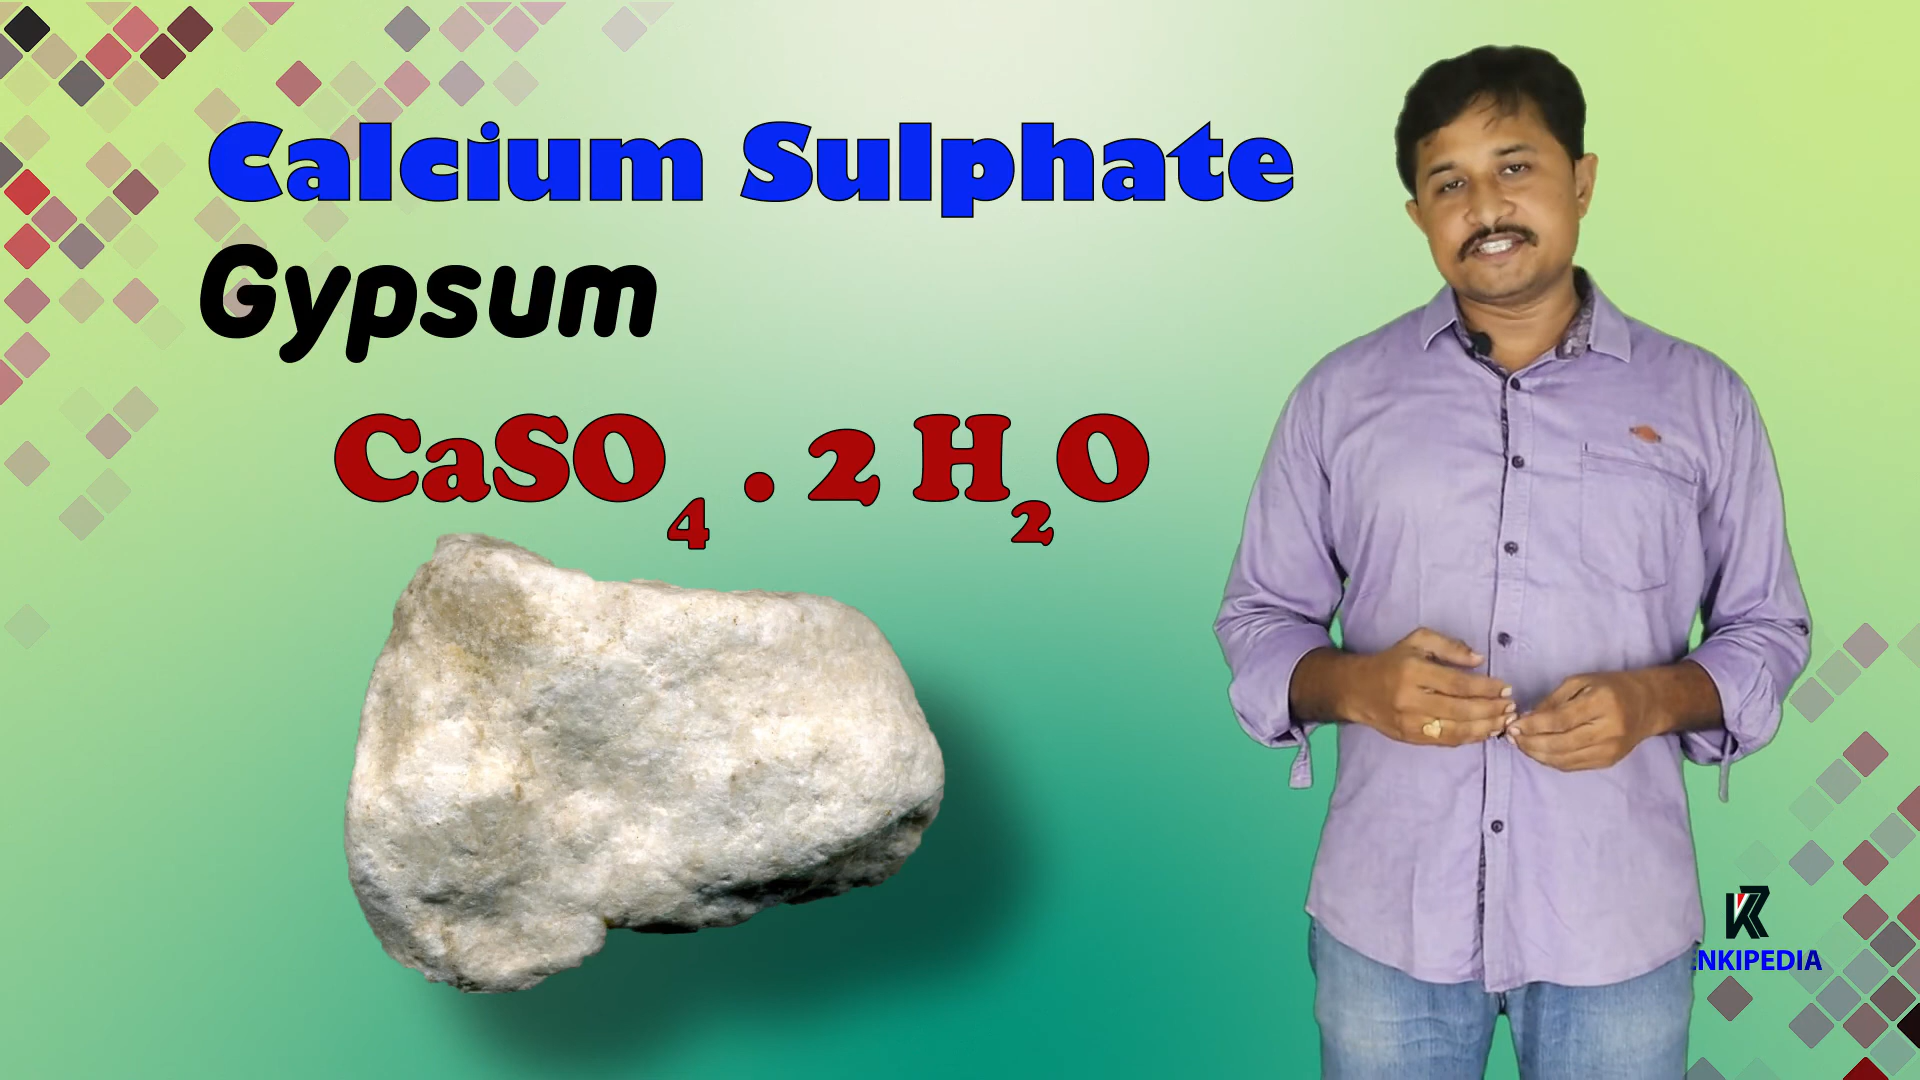 Calcium Sulphate
Gypsum
CaSO₄ . 2 H₂O
NKIPEDIA